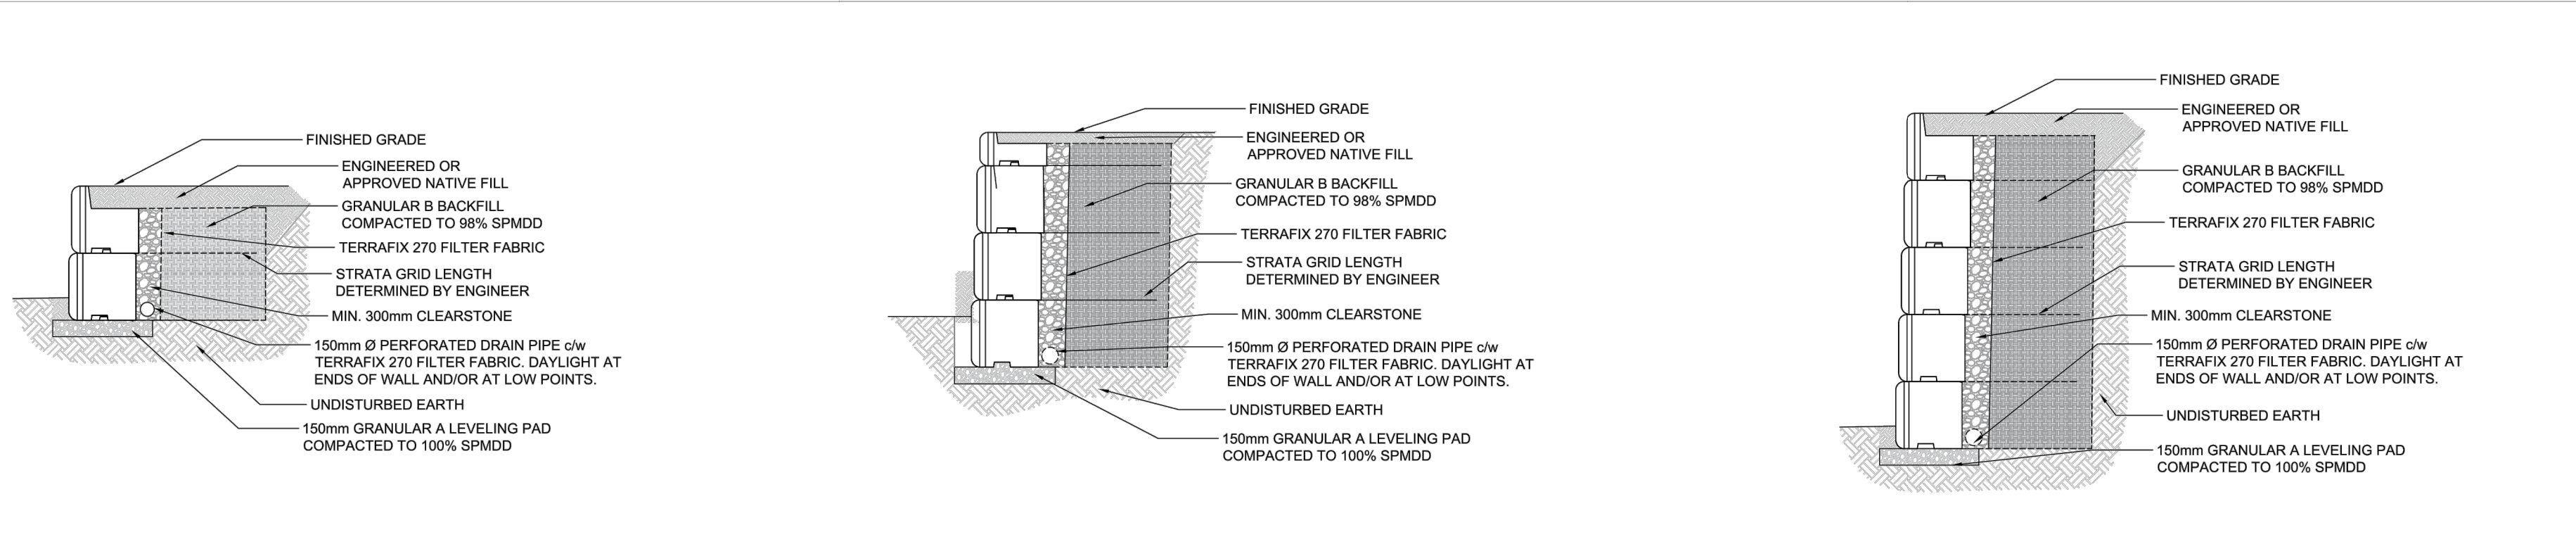 FINISHED GRADE
ENGINEERED OR
APPROVED NATIVE FILL
GRANULAR B BACKFILL
COMPACTED TO 98% SPMDD
TERRAFIX 270 FILTER FABRIC
STRATA GRID LENGTH
DETERMINED BY ENGINEER
MIN. 300mm CLEARSTONE
150mm Ø PERFORATED DRAIN PIPE c/w
TERRAFIX 270 FILTER FABRIC. DAYLIGHT AT
ENDS OF WALL AND/OR AT LOW POINTS.
UNDISTURBED EARTH
150mm GRANULAR A LEVELING PAD
COMPACTED TO 100% SPMDD
FINISHED GRADE
ENGINEERED OR
APPROVED NATIVE FILL
GRANULAR B BACKFILL
COMPACTED TO 98% SPMDD
TERRAFIX 270 FILTER FABRIC
STRATA GRID LENGTH
DETERMINED BY ENGINEER
MIN. 300mm CLEARSTONE
150mm Ø PERFORATED DRAIN PIPE c/w
TERRAFIX 270 FILTER FABRIC. DAYLIGHT AT
ENDS OF WALL AND/OR AT LOW POINTS.
UNDISTURBED EARTH
150mm GRANULAR A LEVELING PAD
COMPACTED TO 100% SPMDD
FINISHED GRADE
ENGINEERED OR
APPROVED NATIVE FILL
GRANULAR B BACKFILL
COMPACTED TO 98% SPMDD
TERRAFIX 270 FILTER FABRIC
STRATA GRID LENGTH
DETERMINED BY ENGINEER
MIN. 300mm CLEARSTONE
150mm Ø PERFORATED DRAIN PIPE c/w
TERRAFIX 270 FILTER FABRIC. DAYLIGHT AT
ENDS OF WALL AND/OR AT LOW POINTS.
UNDISTURBED EARTH
150mm GRANULAR A LEVELING PAD
COMPACTED TO 100% SPMDD